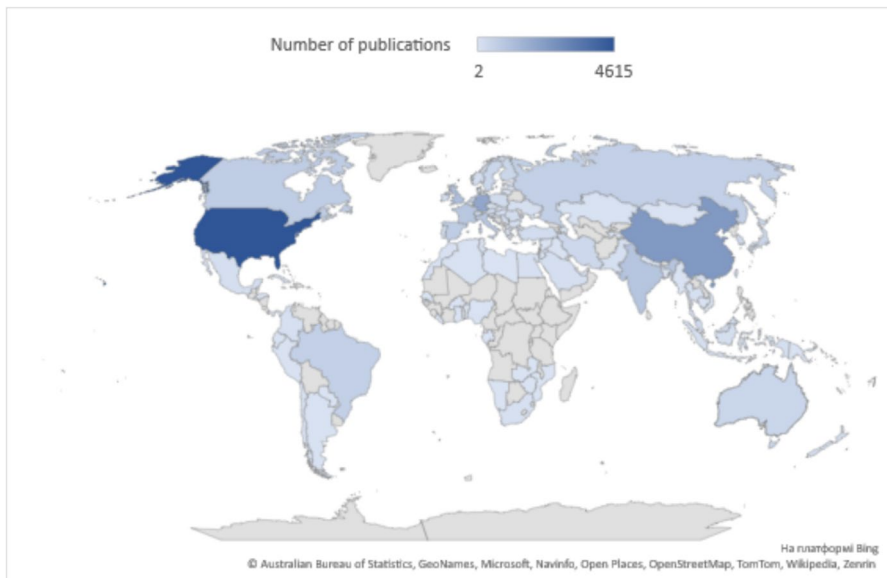 Number of publications
2 4615
На платформі Bing
© Australian Bureau of Statistics, GeoNames, Microsoft, Navinfo, Open Places, OpenStreetMap, TomTom, Wikipedia, Zenrin